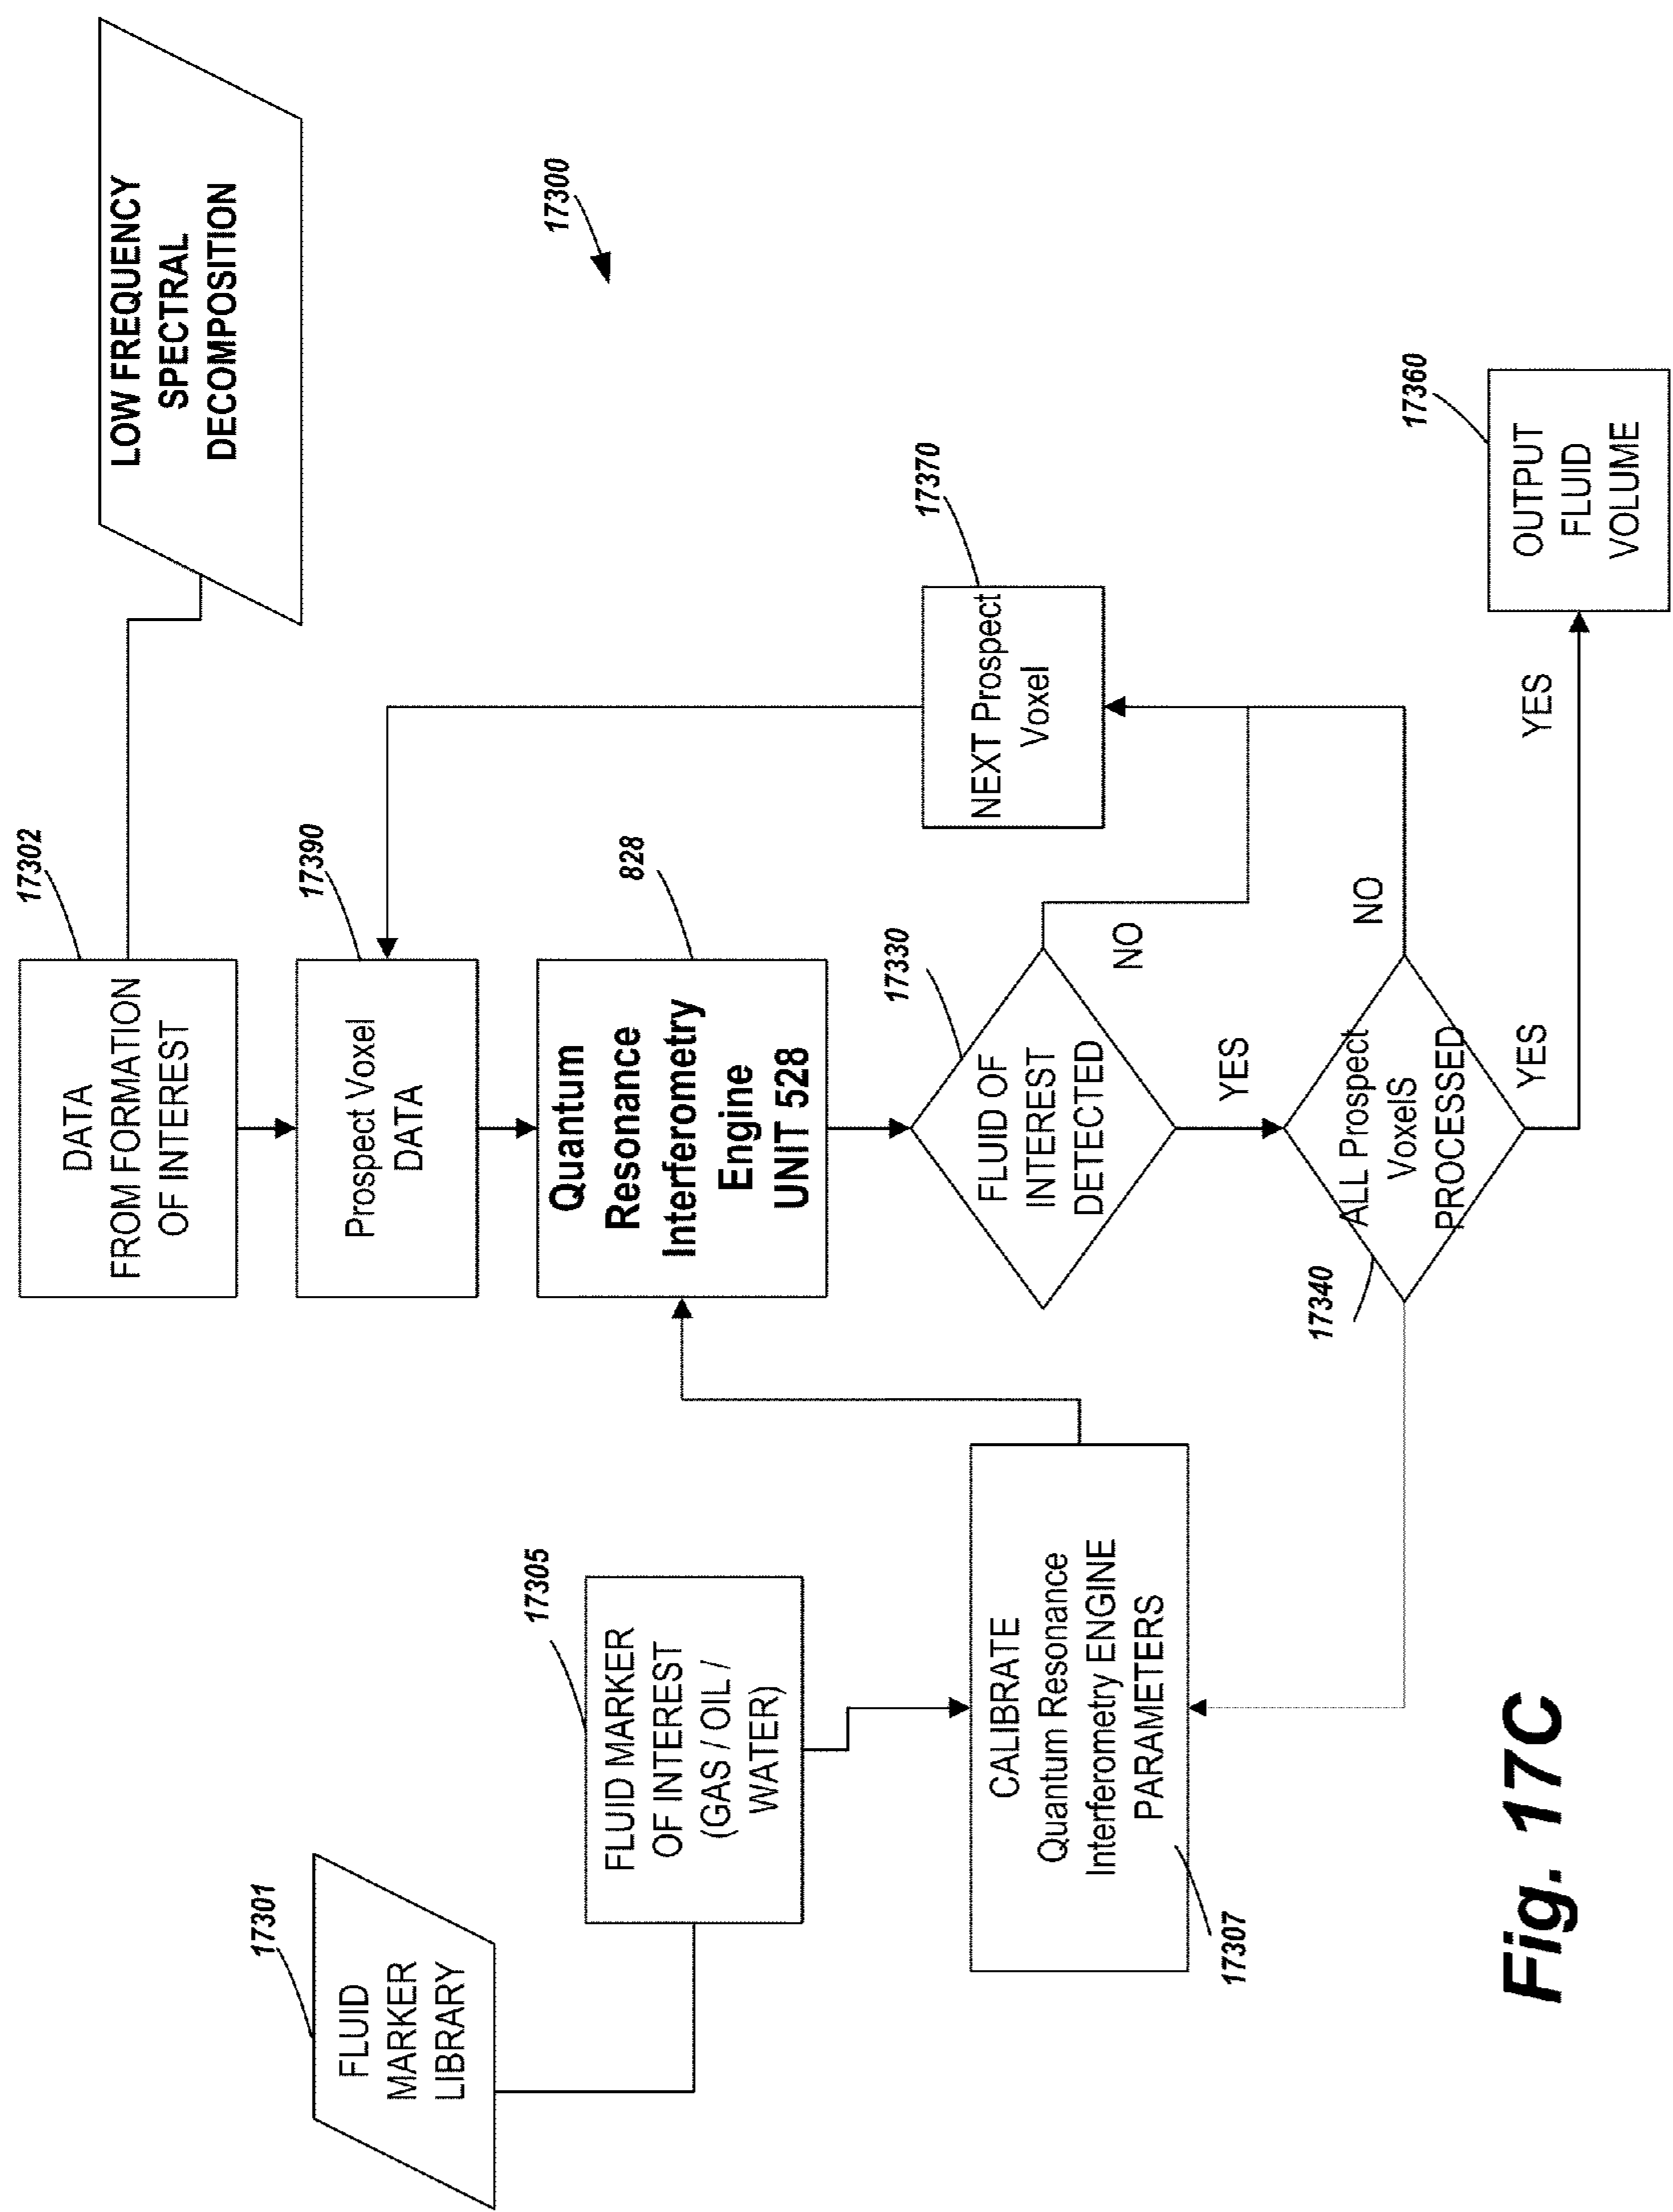 17302
DATA
FROM FORMATION
OF INTEREST
LOW FREQUENCY
SPECTRAL
DECOMPOSITION
17390
Prospect Voxel
DATA
17300
17301
FLUID
MARKER
LIBRARY
828
Quantum
Resonance
Interferometry
Engine
UNIT 528
17305
FLUID MARKER
OF INTEREST
(GAS / OIL /
WATER)
17330
FLUID OF
INTEREST
DETECTED
NO
17370
NEXT Prospect
Voxel
CALIBRATE
Quantum Resonance
Interferometry ENGINE
PARAMETERS
17307
YES
17340
ALL Prospect
VoxelS
PROCESSED
NO
YES
YES
17360
OUTPUT
FLUID
VOLUME
Fig. 17C